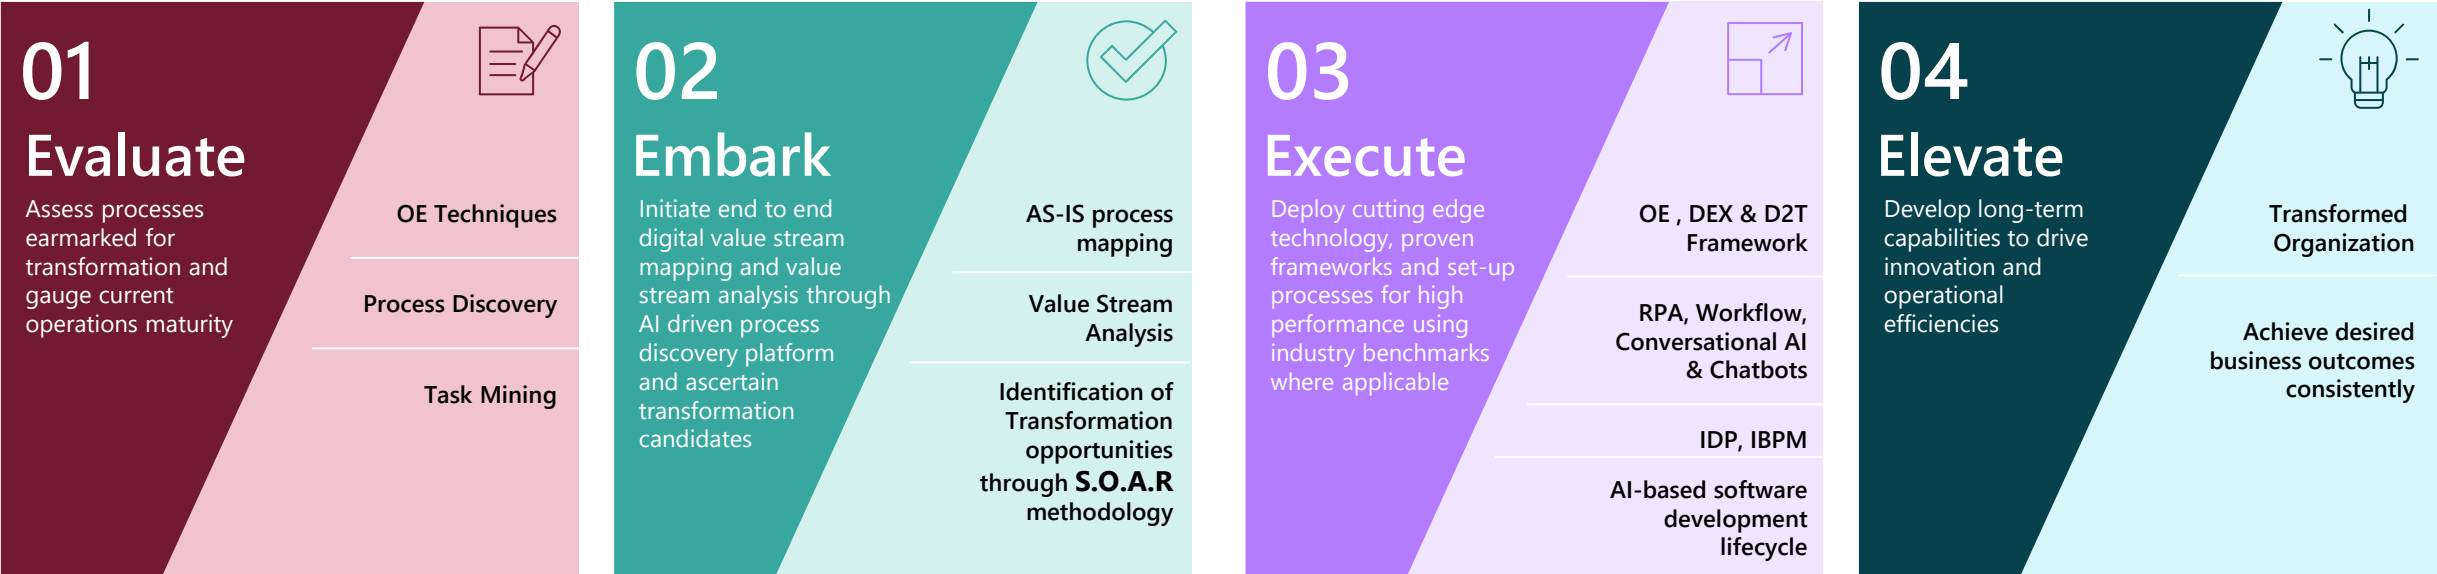 01
Evaluate
Assess processes
earmarked for
transformation and
gauge current
operations maturity
OE Techniques
Process Discovery
Task Mining
02
Embark
Initiate end to end
digital value stream
mapping and value
stream analysis through
AI driven process
discovery platform
and ascertain
transformation
candidates
AS-IS process
mapping
Value Stream
Analysis
Identification of
Transformation
opportunities
through S.O.A.R
methodology
03
Execute
Deploy cutting edge
technology, proven
frameworks and set-up
processes for high
performance using
industry benchmarks
where applicable
OE , DEX & D2T
Framework
RPA, Workflow,
Conversational AI
& Chatbots
IDP, IBPM
AI-based software
development
lifecycle
04
Elevate
Develop long-term
capabilities to drive
innovation and
operational
efficiencies
Transformed
Organization
Achieve desired
business outcomes
consistently